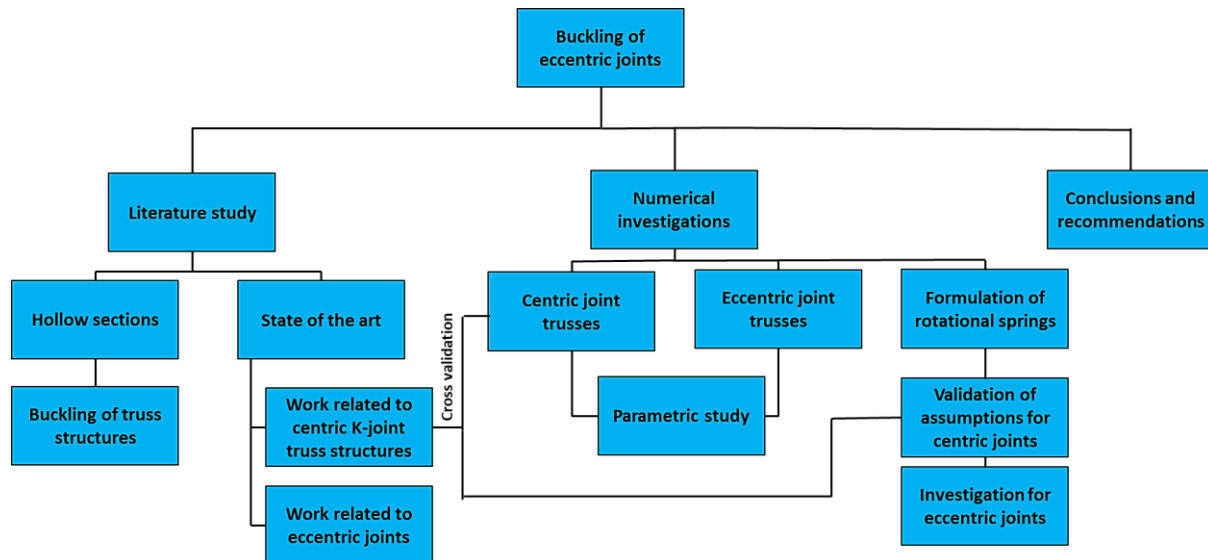 Buckling of
eccentric joints
Literature study
Numerical
investigations
Conclusions and
recommendations
Hollow sections
State of the art
Cross validation
Centric joint
trusses
Eccentric joint
trusses
Formulation of
rotational springs
Buckling of truss
structures
Work related to
centric K-joint
truss structures
Parametric study
Validation of
assumptions for
centric joints
Work related to
eccentric joints
Investigation for
eccentric joints